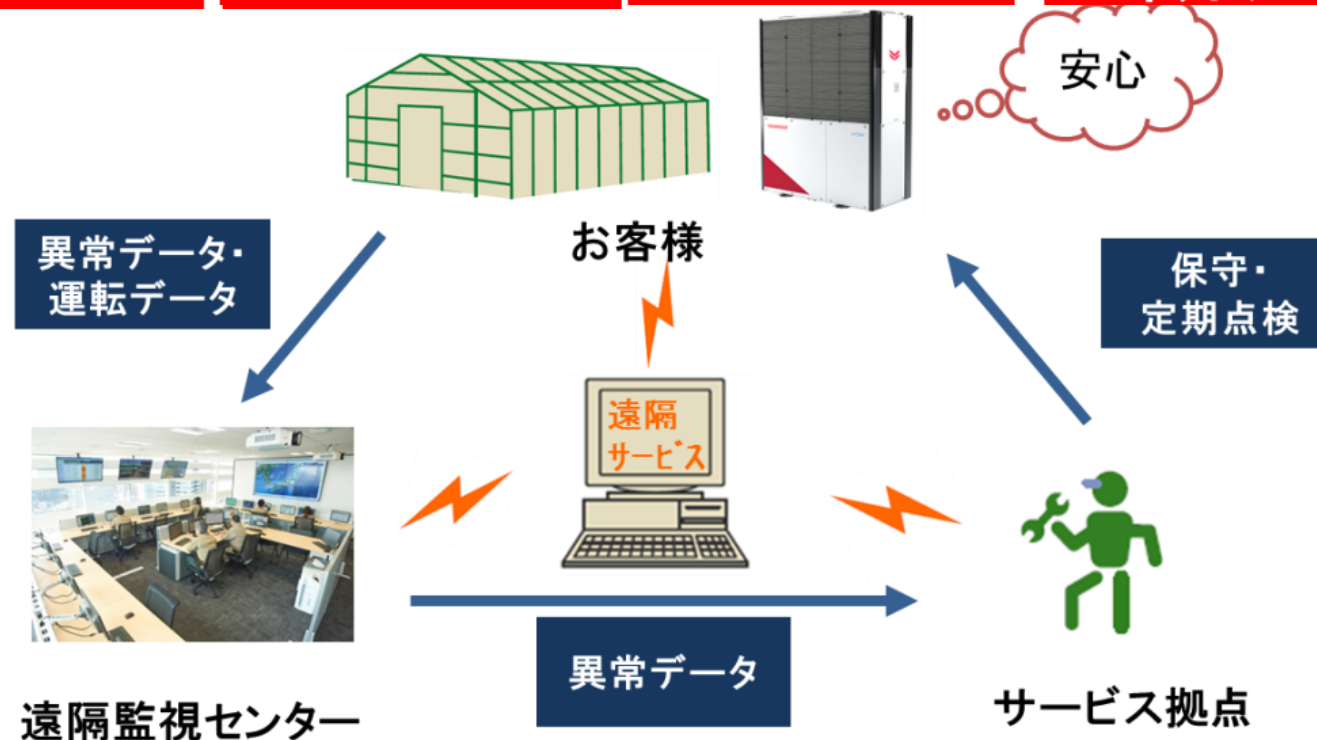 安心
お客様
異常データ・
運転データ
保守・
定期点検
遠隔
サービス
異常データ
遠隔監視センター
サービス拠点